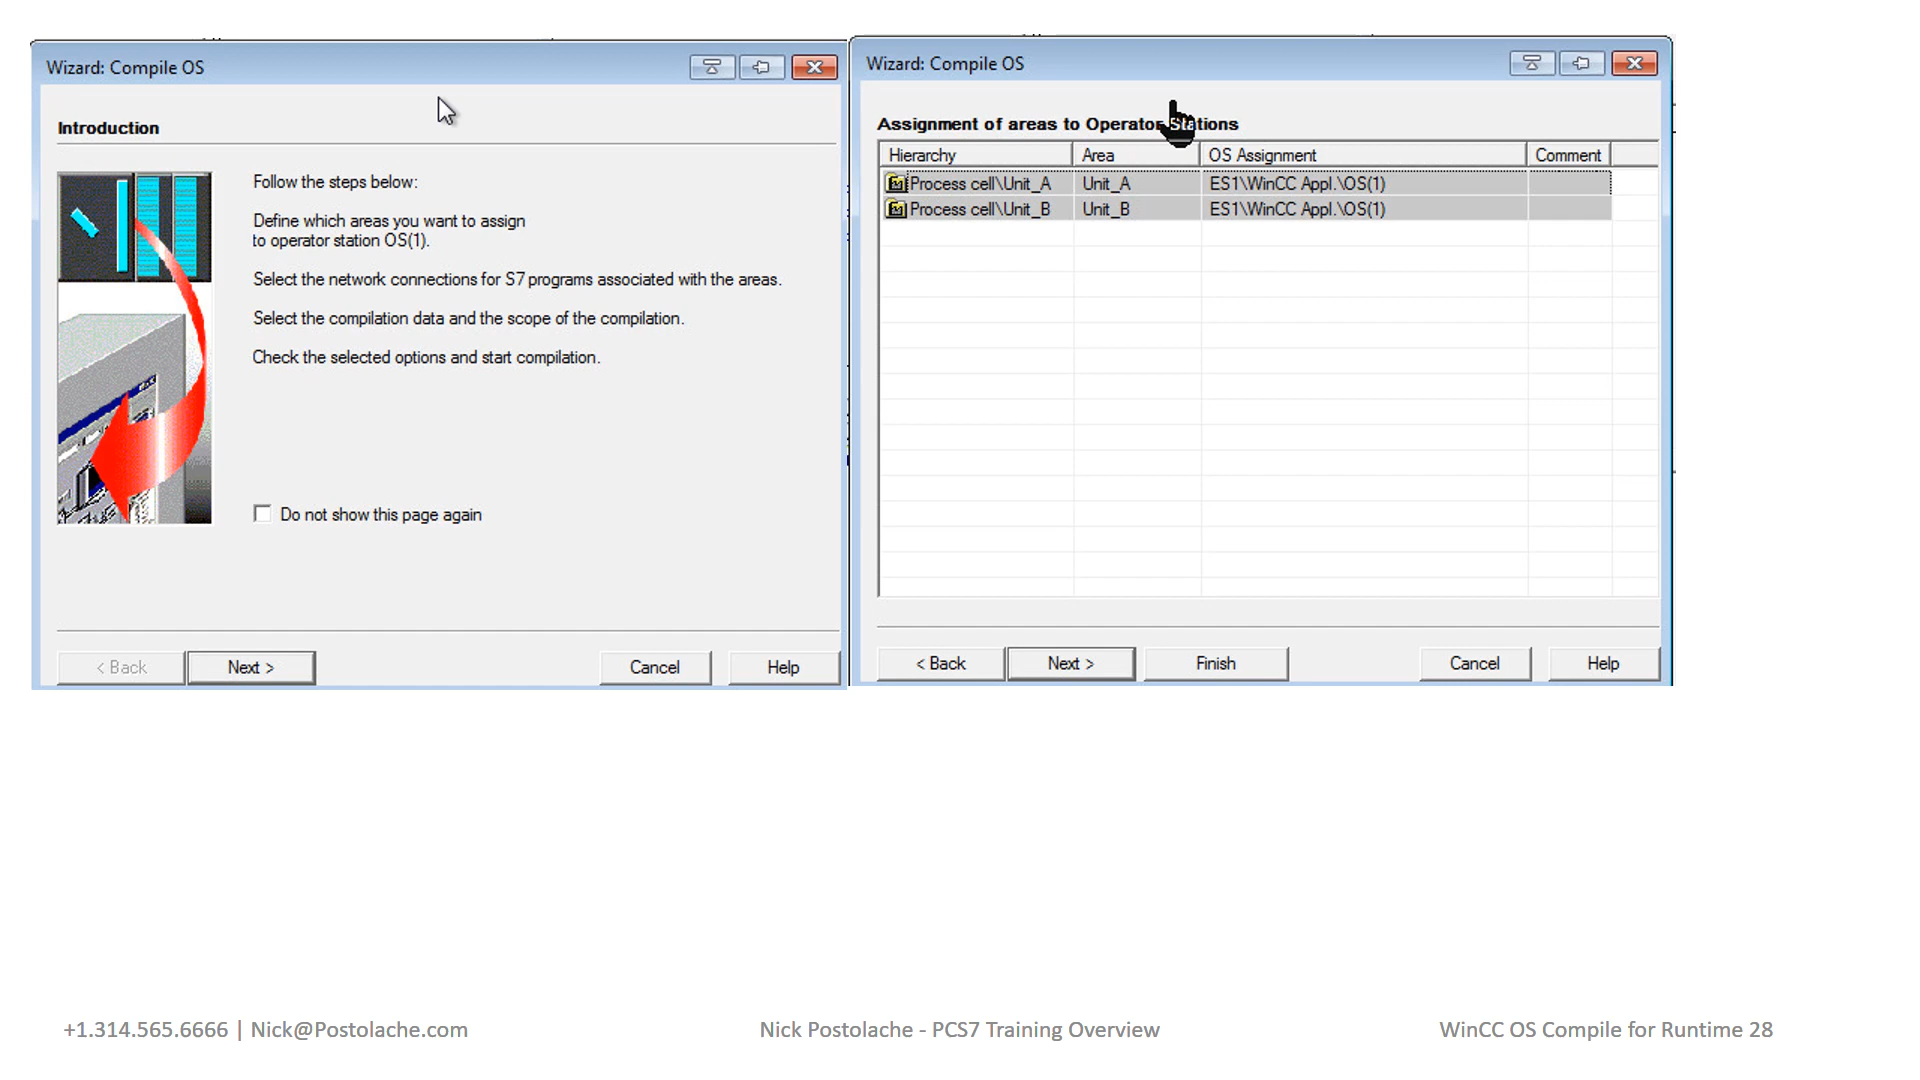 Wizard: Compile OS
Introduction
Follow the steps below:
Define which areas you want to assign
to operator station OS(1).
Select the network connections for S7 programs associated with the areas.
Select the compilation data and the scope of the compilation.
Check the selected options and start compilation.
Do not show this page again
< Back Next > Cancel Help
Wizard: Compile OS
Assignment of areas to Operator Stations
Hierarchy Area OS Assignment Comment
Process cell\Unit_A Unit_A ES1\WinCC Appl.\OS(1)
Process cell\Unit_B Unit_B ES1\WinCC Appl.\OS(1)
< Back Next > Finish Cancel Help
+1.314.565.6666 | Nick@Postolache.com Nick Postolache - PCS7 Training Overview WinCC OS Compile for Runtime 28